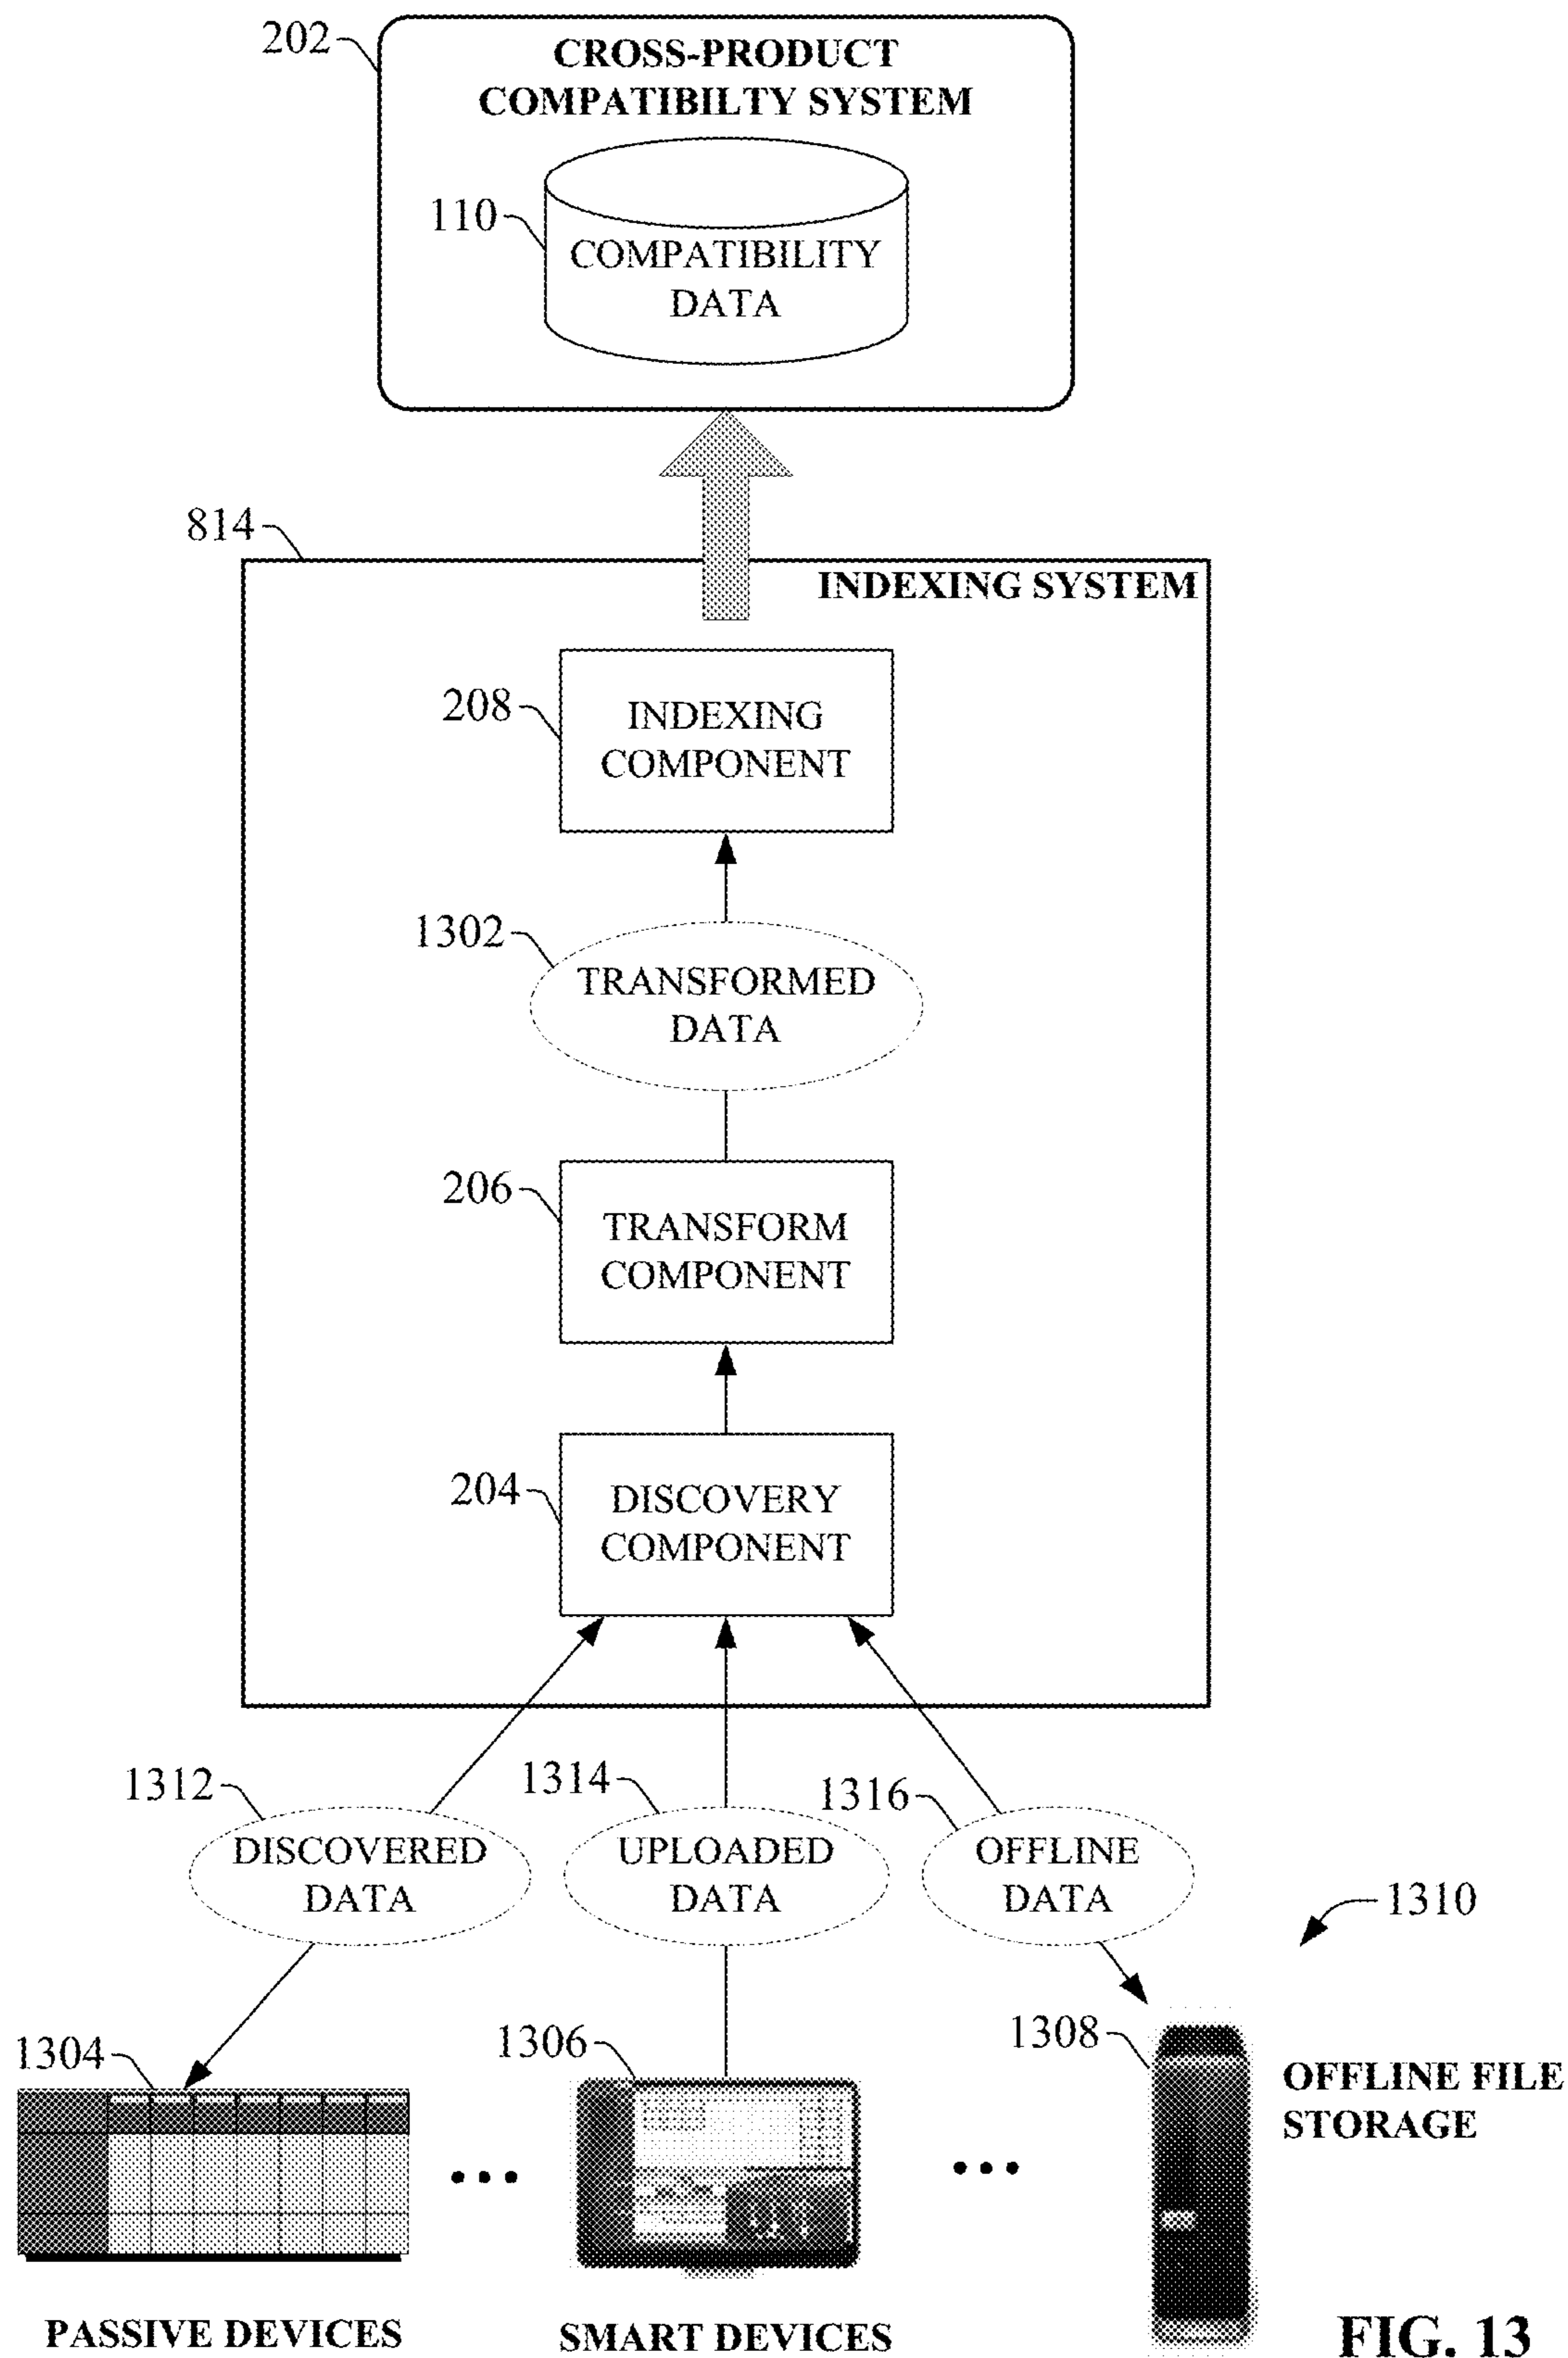 202
CROSS-PRODUCT
COMPATIBILTY SYSTEM
110
COMPATIBILITY
DATA
814
INDEXING SYSTEM
208
INDEXING
COMPONENT
1302
TRANSFORMED
DATA
206
TRANSFORM
COMPONENT
204
DISCOVERY
COMPONENT
1312
DISCOVERED
DATA
1314
UPLOADED
DATA
1316
OFFLINE
DATA
1310
1304
1306
1308
OFFLINE FILE
STORAGE
PASSIVE DEVICES
SMART DEVICES
FIG. 13